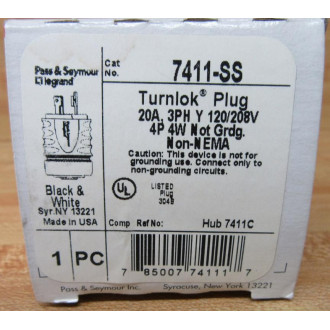 Pass & Seymour
legrand
Cat No. 7411-SS
Turnlok® Plug
20A, 3PH Y 120/208V
4P 4W Not Grdg.
Non-NEMA
Caution: This device is not for
grounding use. Connect only to
non-grounding circuits.
Black &
White
Syr. NY 13221
Made In USA
UL
LISTED
Plug
304B
Comp Ref No: Hub 7411C
1 PC
7 85007 74111 7
Pass & Seymour Inc. Syracuse, New York 13221